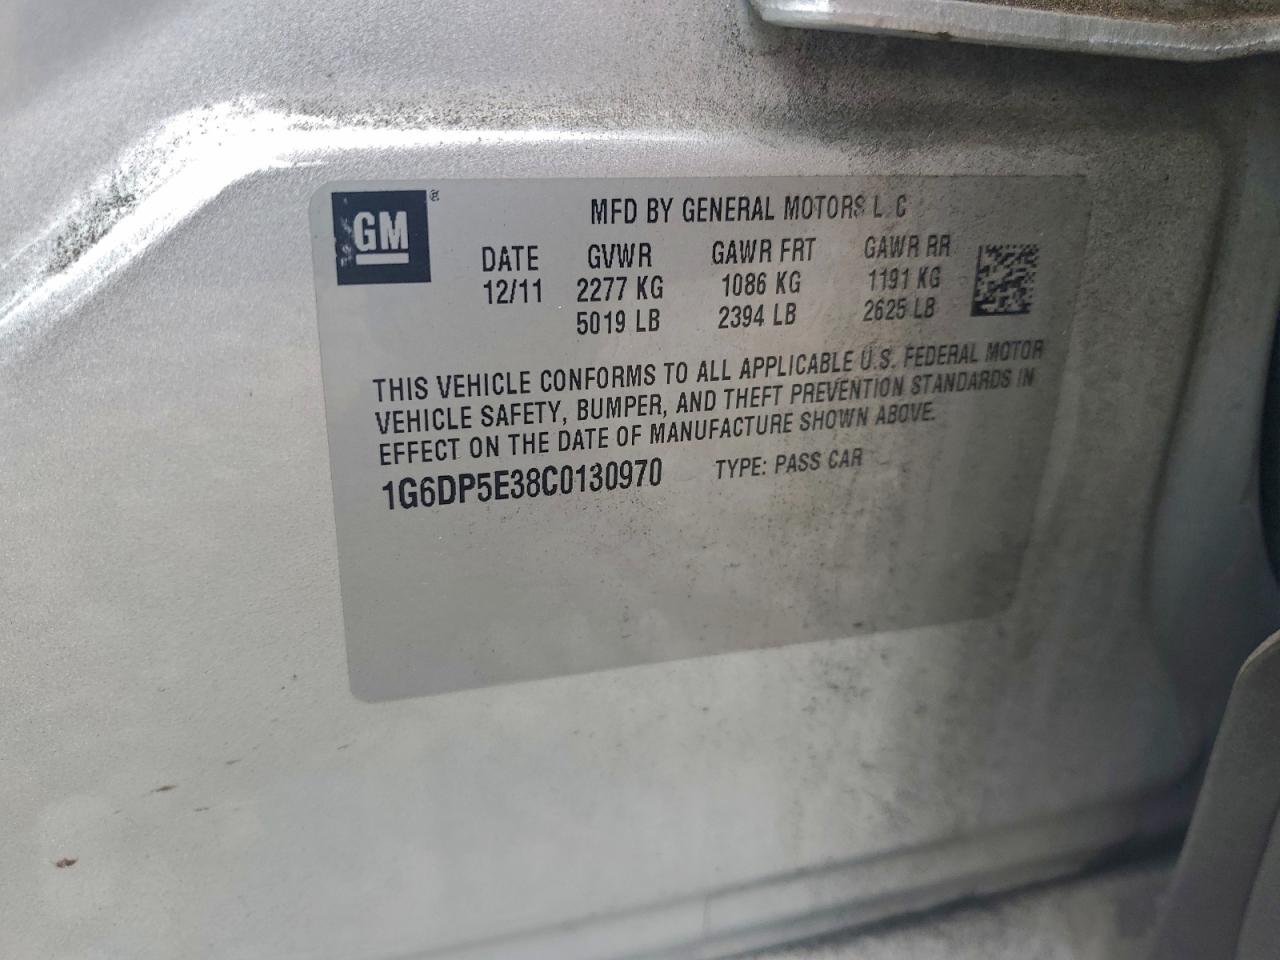 GM®
MFD BY GENERAL MOTORS L C
DATE GVWR GAWR FRT GAWR RR
12/11 2277 KG 1086 KG 1191 KG
5019 LB 2394 LB 2625 LB
THIS VEHICLE CONFORMS TO ALL APPLICABLE U.S. FEDERAL MOTOR
VEHICLE SAFETY, BUMPER, AND THEFT PREVENTION STANDARDS IN
EFFECT ON THE DATE OF MANUFACTURE SHOWN ABOVE.
1G6DP5E38C0130970 TYPE: PASS CAR